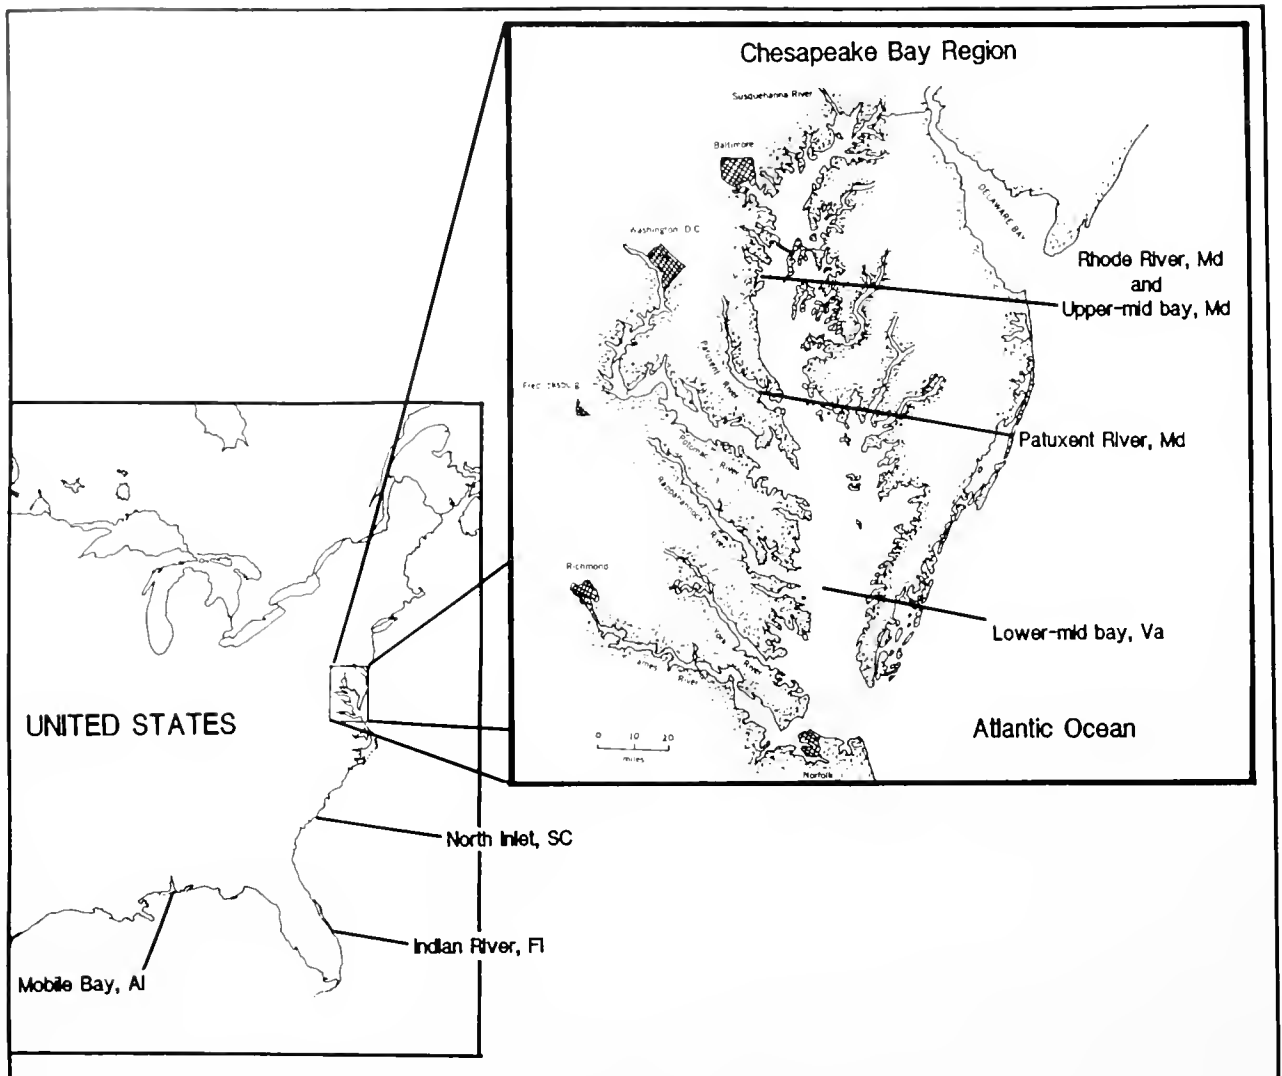 Chesapeake Bay Region
Susquehanna River
Baltimore
Washington D.C.
DELAWARE BAY
Rhode River, Md
and
Upper-mid bay, Md
Patuxent River
Patuxent River, Md
Potomac River
Rappahannock River
Richmond
York River
James River
Lower-mid bay, Va
Atlantic Ocean
0 10 20
miles
Norfolk
UNITED STATES
North Inlet, SC
Indian River, Fl
Mobile Bay, Al